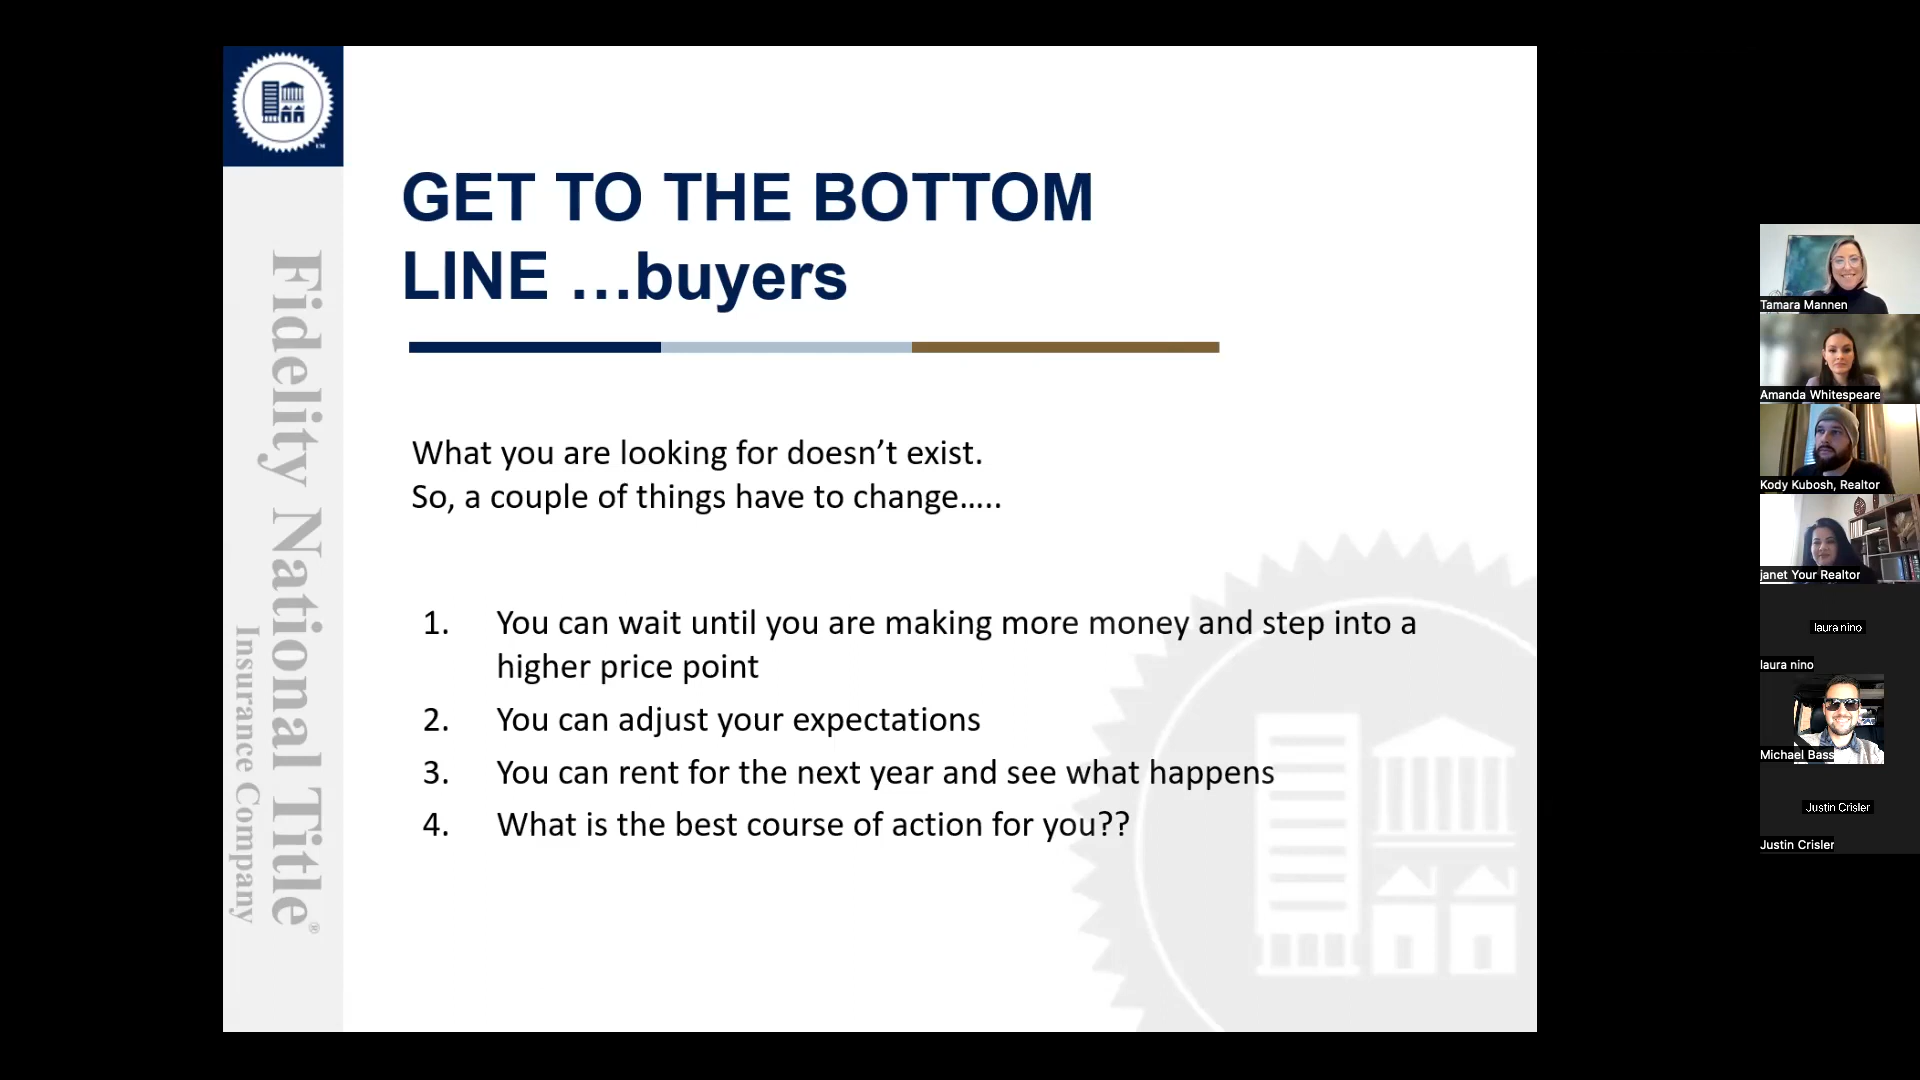 GET TO THE BOTTOM
LINE …buyers
What you are looking for doesn’t exist.
So, a couple of things have to change.....
1. You can wait until you are making more money and step into a
higher price point
2. You can adjust your expectations
3. You can rent for the next year and see what happens
4. What is the best course of action for you??
Fidelity National Title®
Insurance Company
Tamara Mannen
Amanda Whitespeare
Kody Kubosh, Realtor
janet Your Realtor
laura nino
laura nino
Michael Bass
Justin Crisler
Justin Crisler